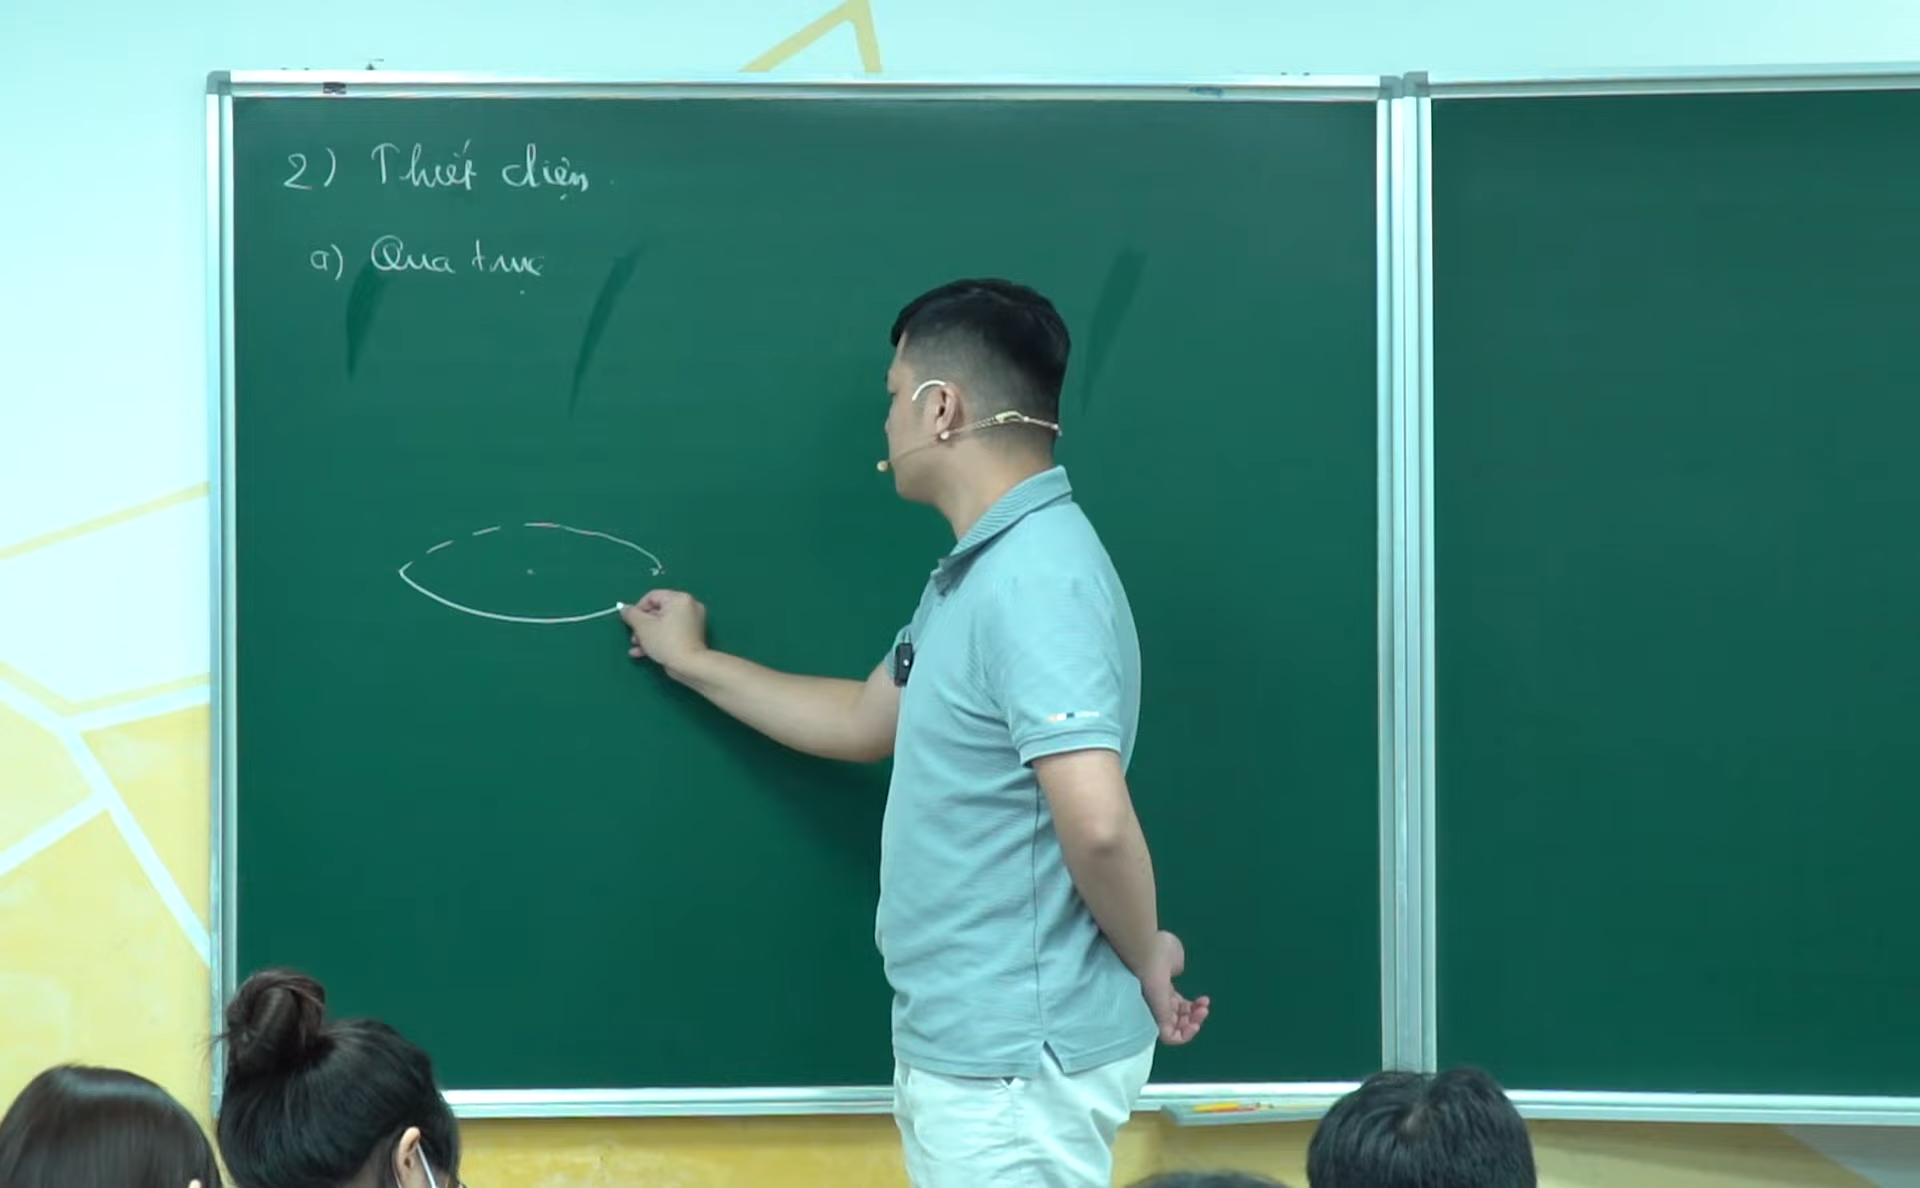 2) Thiết diện
a) Qua trục